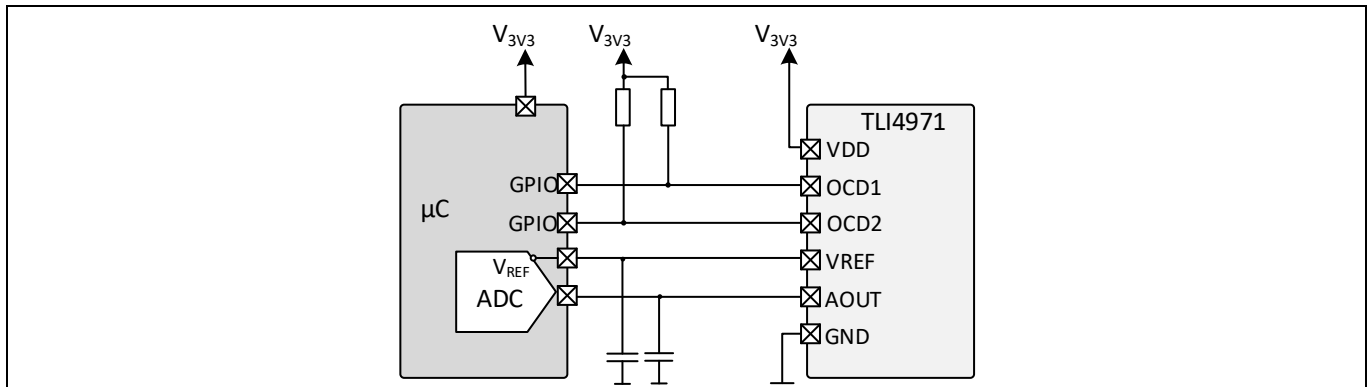 V3V3 V3V3 V3V3
TLI4971
VDD
GPIO OCD1
µC
GPIO OCD2
VREF VREF
ADC AOUT
GND